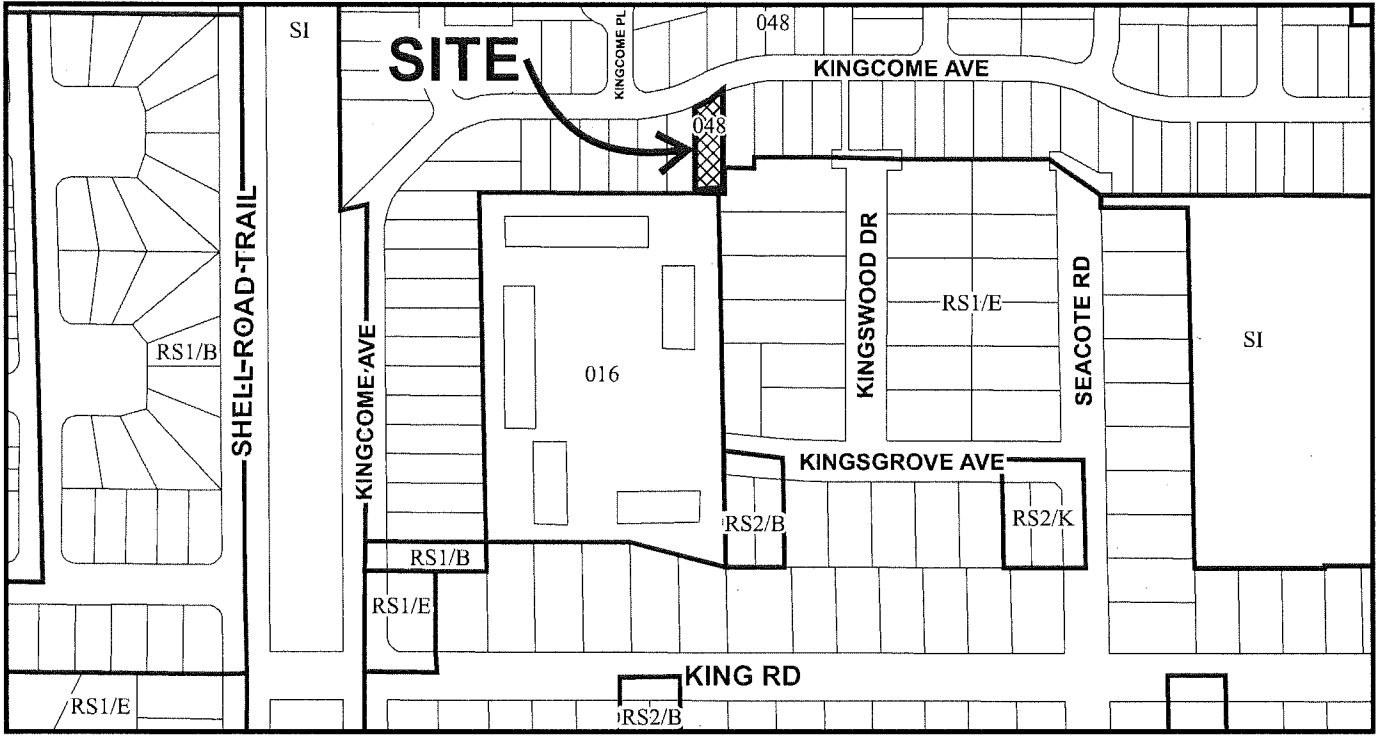 SI
048
SITE
KINGCOME PL
KINGCOME AVE
048
SHELL ROAD TRAIL
KINGSWOOD DR
RS1/E
SEACOTE RD
SI
RS1/B
KINGCOME AVE
016
KINGSGROVE AVE
RS2/B
RS2/K
RS1/B
RS1/E
KING RD
RS1/E
RS2/B